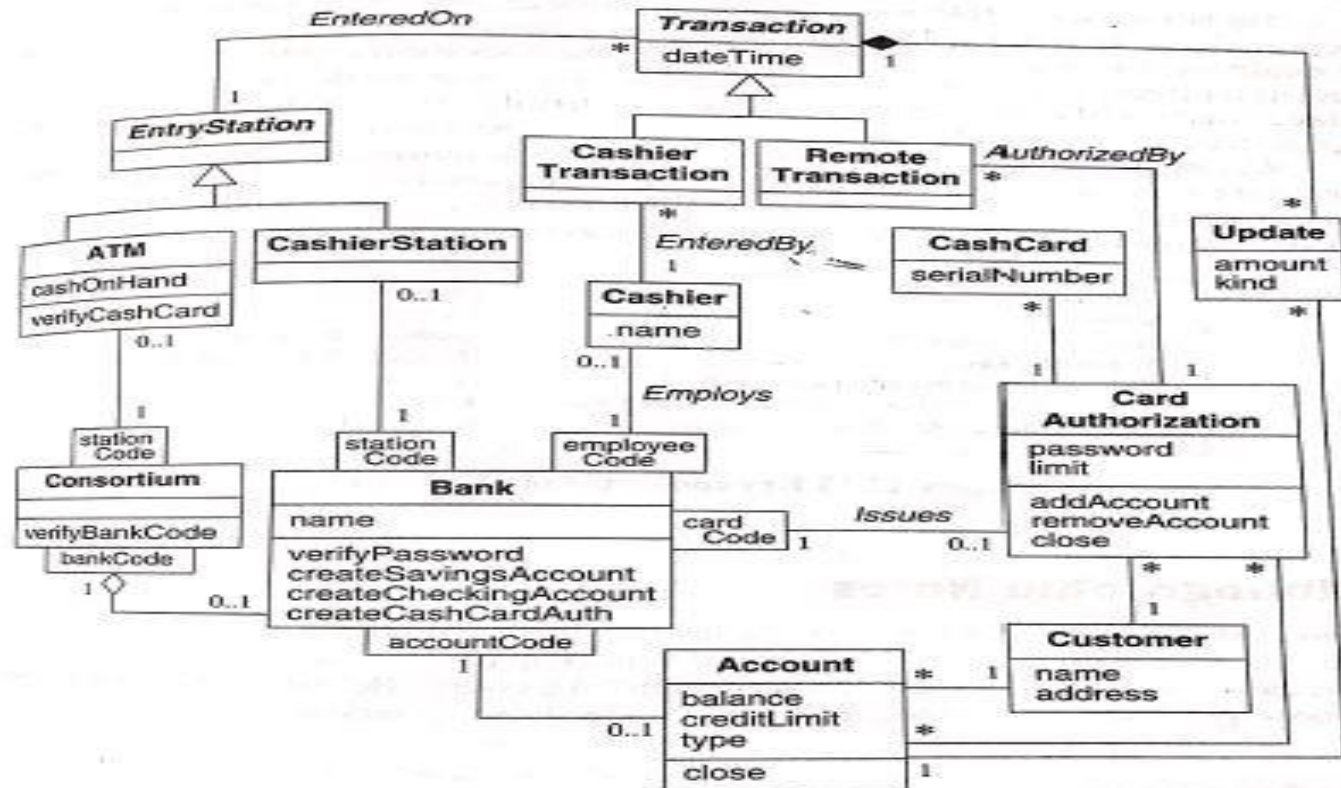 EnteredOn
Transaction
dateTime
*
1
1
EntryStation
Cashier
Transaction
Remote
Transaction
AuthorizedBy
*
*
ATM
cashOnHand
verifyCashCard
CashierStation
EnteredBy
CashCard
serialNumber
*
Update
amount
kind
0..1
0..1
1
Cashier
name
*
*
0..1
Employs
1
1
1
1
1
station
Code
station
Code
employee
Code
Card
Authorization
password
limit
addAccount
removeAccount
close
Consortium
verifyBankCode
bankCode
Bank
name
verifyPassword
createSavingsAccount
createCheckingAccount
createCashCardAuth
accountCode
card
Code
Issues
1
0..1
*
*
1
0..1
1
1
Customer
name
address
Account
balance
creditLimit
type
close
*
1
0..1
*
1